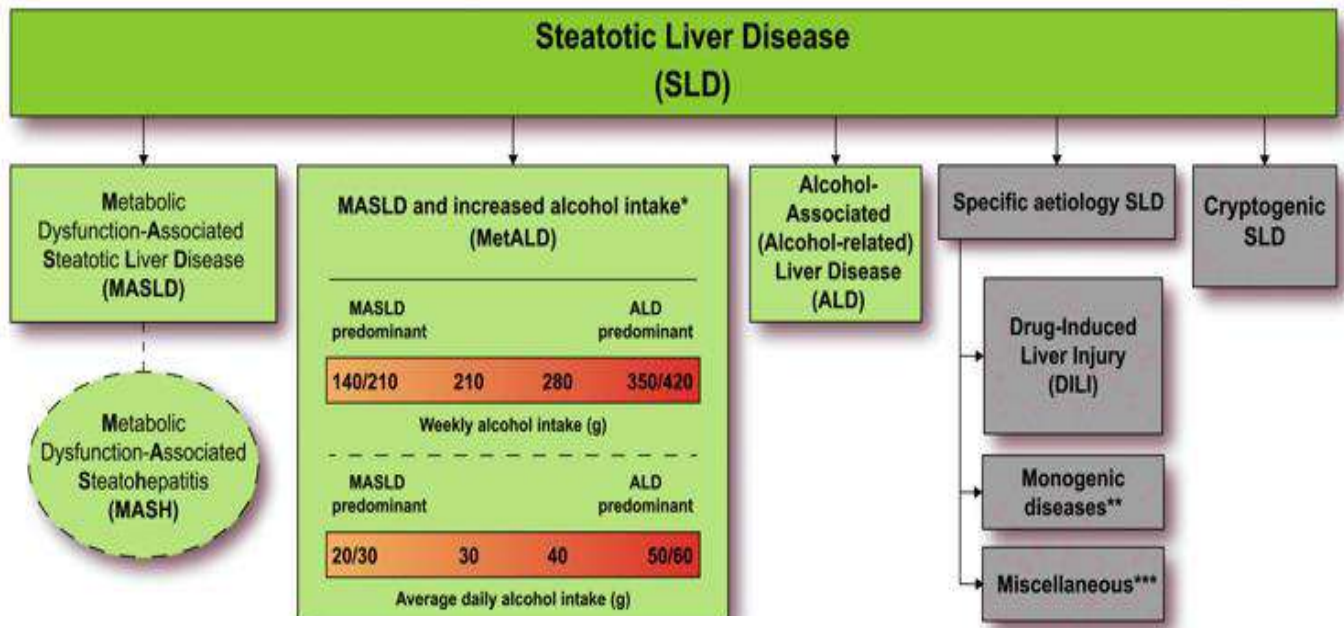 Steatotic Liver Disease
(SLD)
Metabolic
Dysfunction-Associated
Steatotic Liver Disease
(MASLD)
Metabolic
Dysfunction-Associated
Steatohepatitis
(MASH)
MASLD and increased alcohol intake*
(MetALD)
MASLD
predominant
ALD
predominant
140/210 210 280 350/420
Weekly alcohol intake (g)
MASLD
predominant
ALD
predominant
20/30 30 40 50/60
Average daily alcohol intake (g)
Alcohol-
Associated
(Alcohol-related)
Liver Disease
(ALD)
Specific aetiology SLD
Drug-Induced
Liver Injury
(DILI)
Monogenic
diseases**
Miscellaneous***
Cryptogenic
SLD